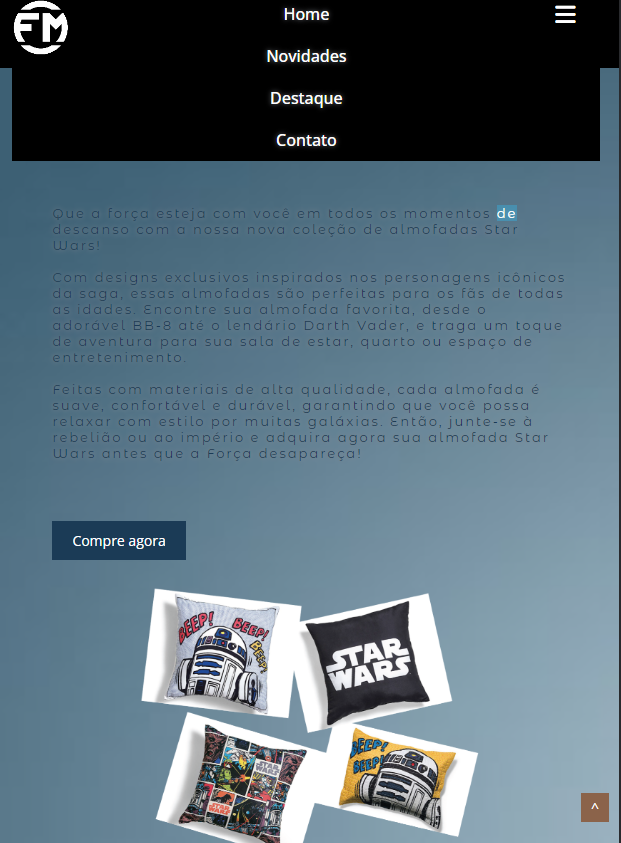 FM
Home
Novidades
Destaque
Contato
Que a força esteja com você em todos os momentos de
descanso com a nossa nova coleção de almofadas Star
Wars!
Com designs exclusivos inspirados nos personagens icônicos
da saga, essas almofadas são perfeitas para os fãs de todas
as idades. Encontre sua almofada favorita, desde o
adorável BB-8 até o lendário Darth Vader, e traga um toque
de aventura para sua sala de estar, quarto ou espaço de
entretenimento.
Feitas com materiais de alta qualidade, cada almofada é
suave, confortável e durável, garantindo que você possa
relaxar com estilo por muitas galáxias. Então, junte-se à
rebelião ou ao império e adquira agora sua almofada Star
Wars antes que a Força desapareça!
Compre agora
BEEP! BEEP! BEEP!
STAR
WARS
STAR
WARS
BEEP!
BEEP!
^